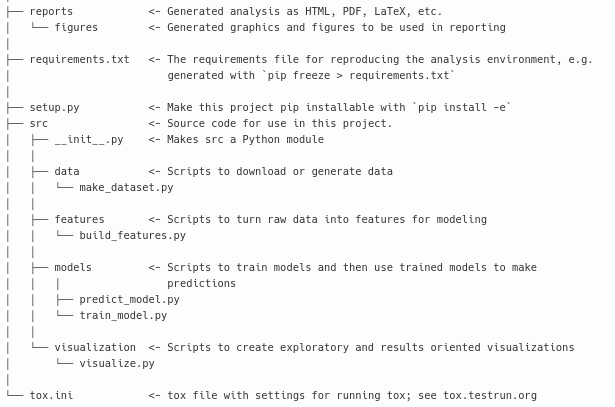 ├── reports            <- Generated analysis as HTML, PDF, LaTeX, etc.
│   └── figures        <- Generated graphics and figures to be used in reporting
│
├── requirements.txt   <- The requirements file for reproducing the analysis environment, e.g.
│                         generated with `pip freeze > requirements.txt`
│
├── setup.py           <- Make this project pip installable with `pip install -e`
├── src                <- Source code for use in this project.
│   ├── __init__.py    <- Makes src a Python module
│   │
│   ├── data           <- Scripts to download or generate data
│   │   └── make_dataset.py
│   │
│   ├── features       <- Scripts to turn raw data into features for modeling
│   │   └── build_features.py
│   │
│   ├── models         <- Scripts to train models and then use trained models to make
│   │   │                 predictions
│   │   ├── predict_model.py
│   │   └── train_model.py
│   │
│   └── visualization  <- Scripts to create exploratory and results oriented visualizations
│       └── visualize.py
│
└── tox.ini            <- tox file with settings for running tox; see tox.testrun.org